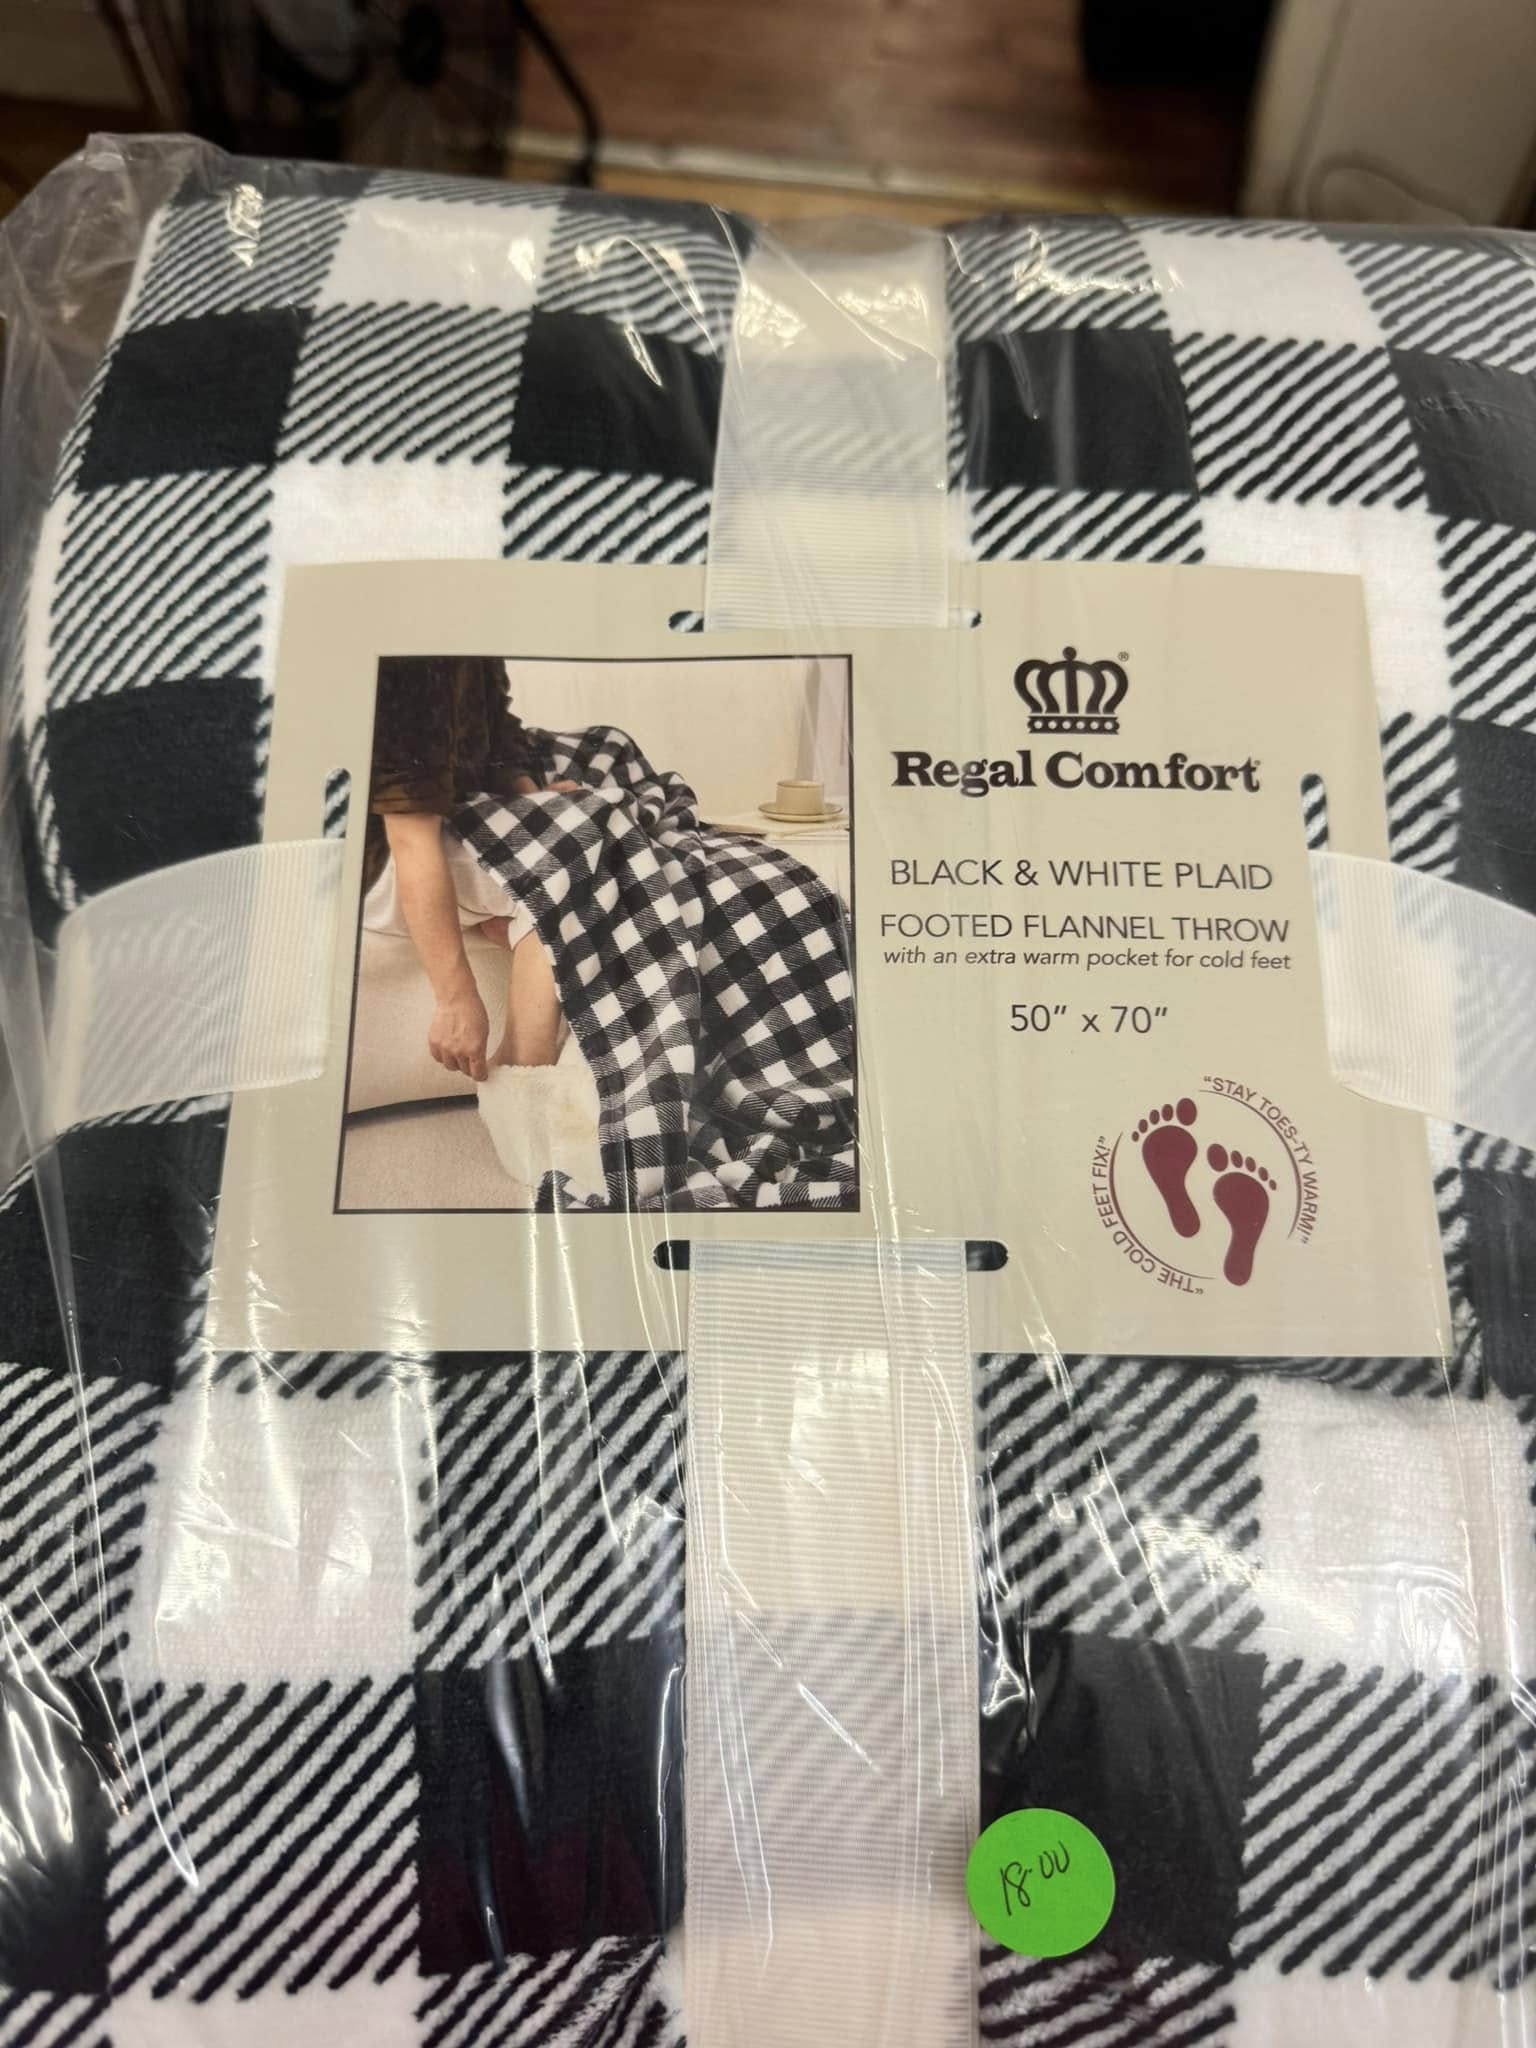 ®
Regal Comfort
BLACK & WHITE PLAID
FOOTED FLANNEL THROW
with an extra warm pocket for cold feet
50" x 70"
"STAY TOES-TY WARM!"
"THE COLD FEET FIX!"
18.00